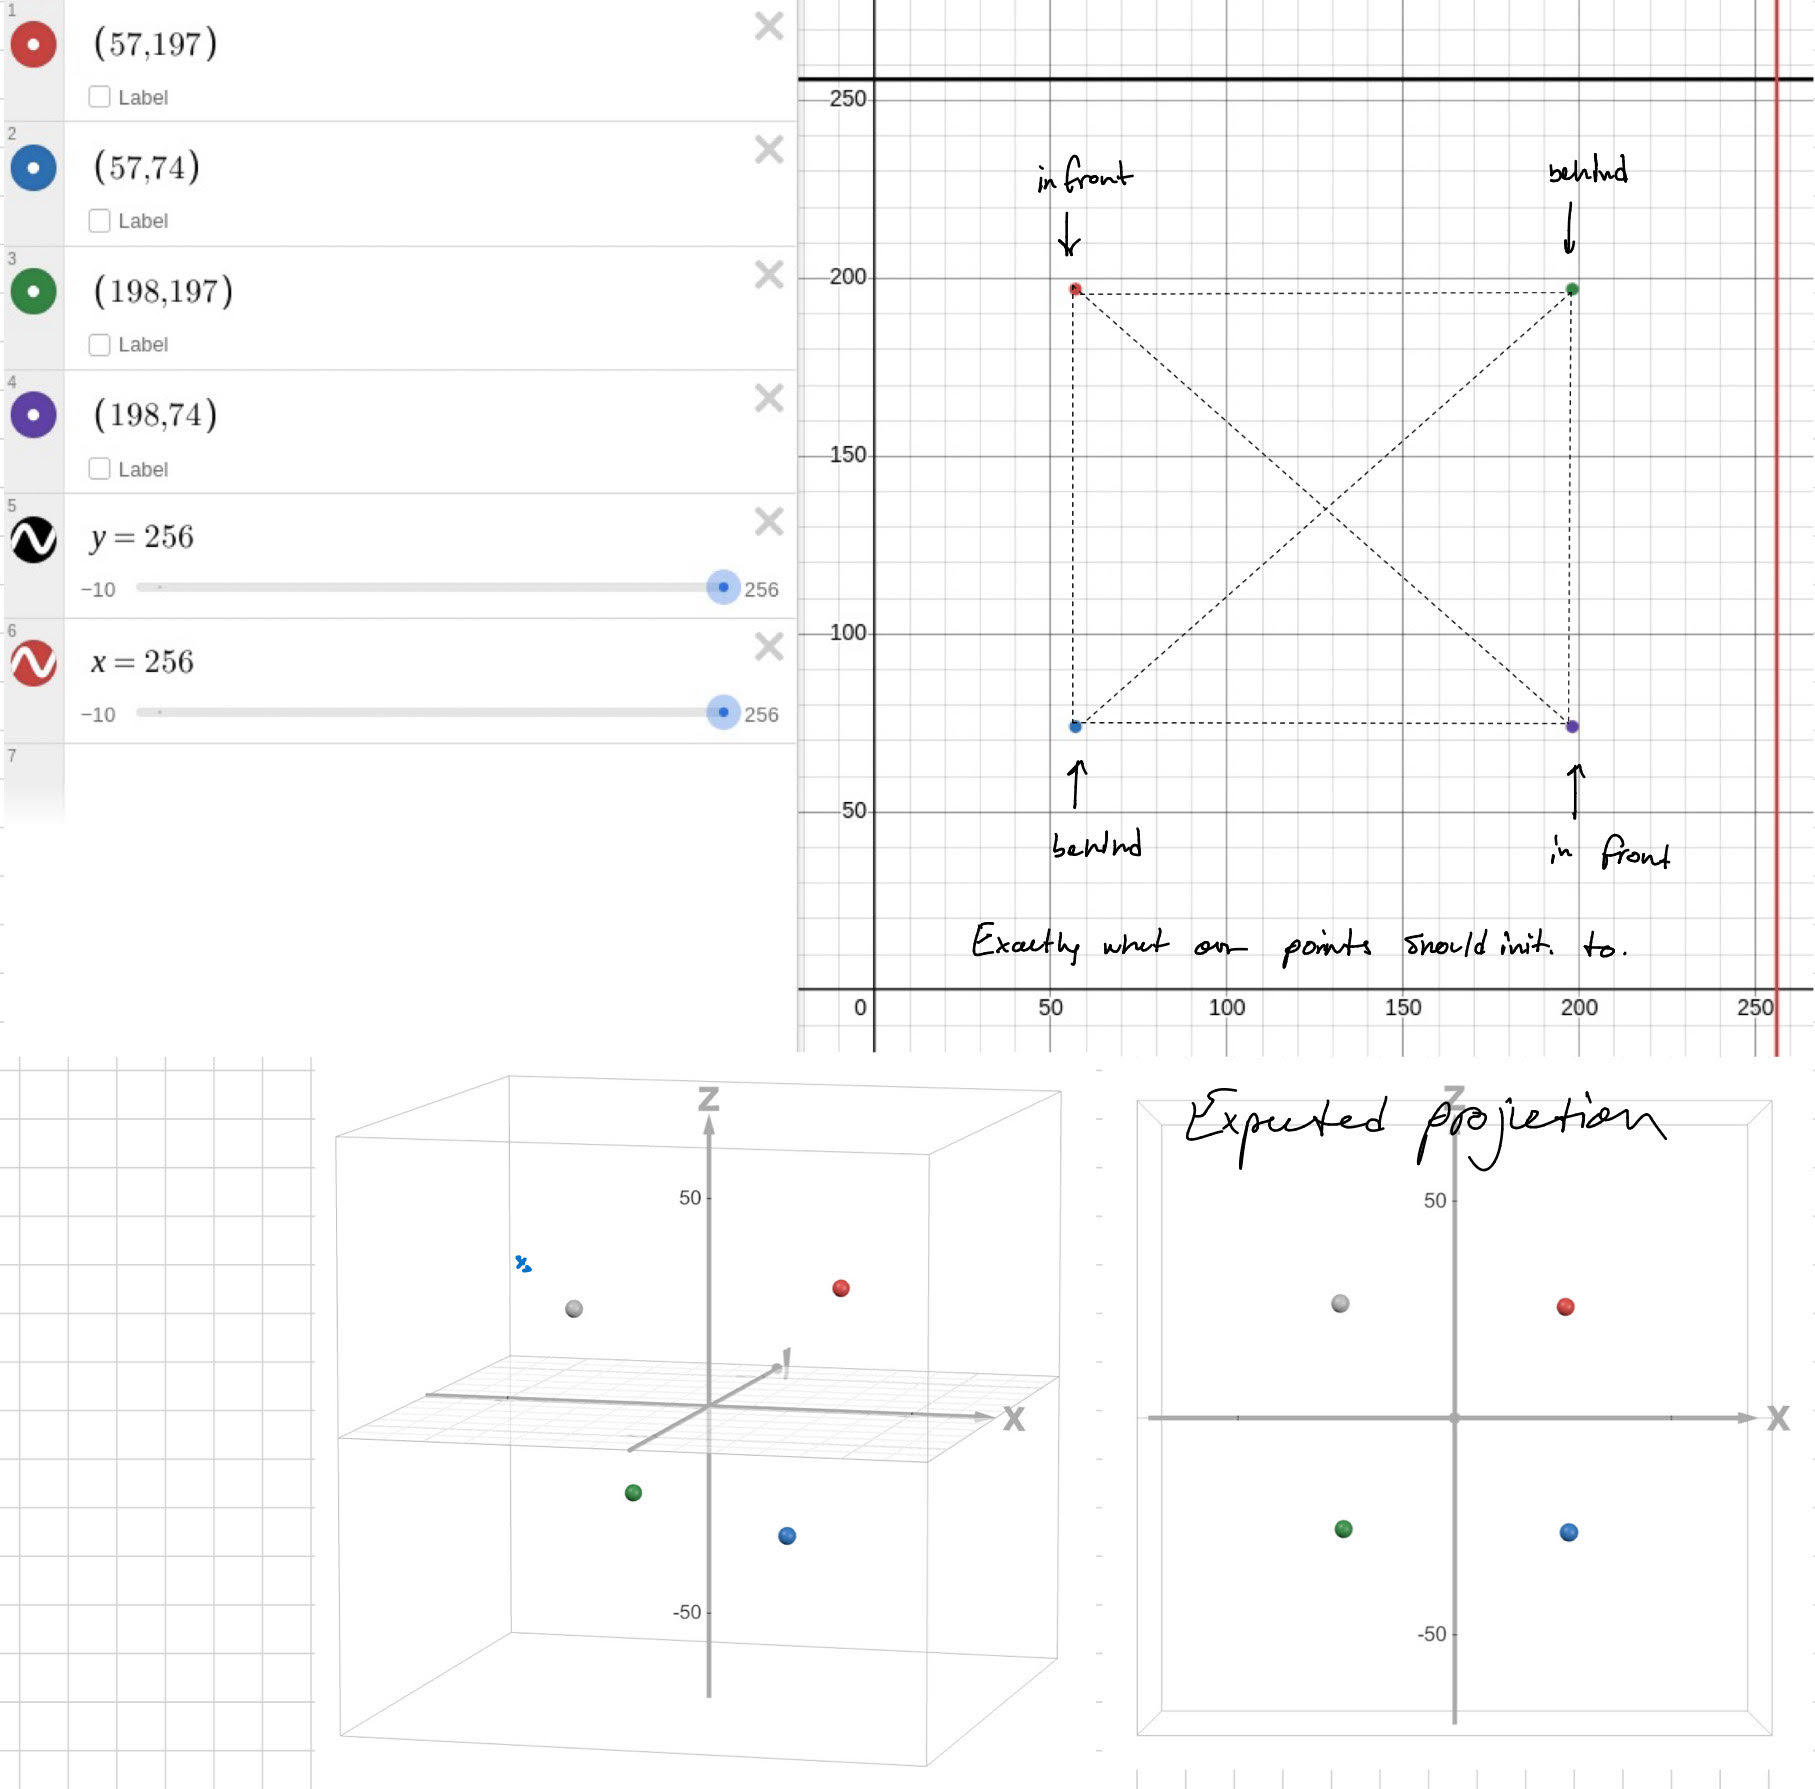 1
(57,197)
Label
2
(57,74)
Label
3
(198,197)
Label
4
(198,74)
Label
5
y = 256
−10 256
6
x = 256
−10 256
7
250
in front behind
200
150
100
50
behind in front
Exactly what our points should init. to.
0 50 100 150 200 250
Z
50
y
X
-50
Expected projection
Z
50
X
-50